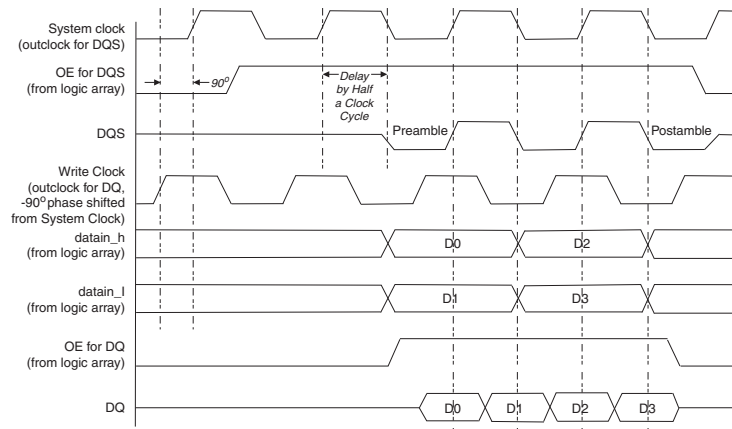 System clock
(outclock for DQS)
OE for DQS
(from logic array)
90o
Delay
by Half
a Clock
Cycle
DQS
Preamble
Postamble
Write Clock
(outclock for DQ,
-90o phase shifted
from System Clock)
datain_h
(from logic array)
D0
D2
datain_l
(from logic array)
D1
D3
OE for DQ
(from logic array)
DQ
D0
D1
D2
D3